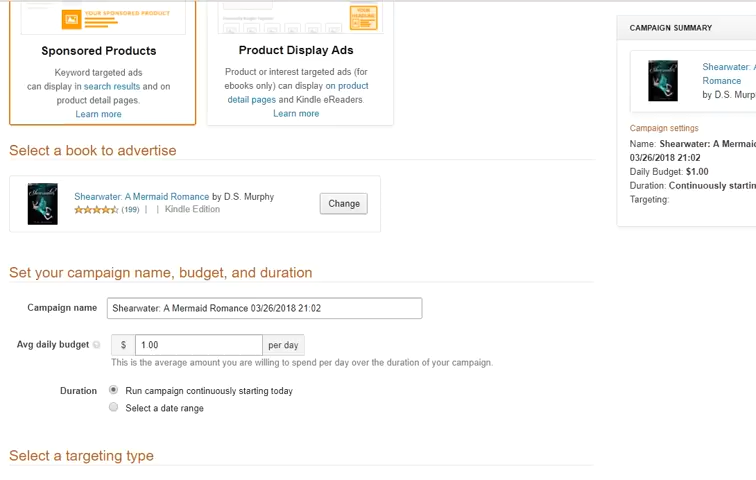 YOUR SPONSORED PRODUCT
Sponsored Products
Keyword targeted ads
can display in search results and on
product detail pages.
Learn more
YOUR HEADLINE
Product Display Ads
Product or interest targeted ads (for
ebooks only) can display on product
detail pages and Kindle eReaders.
Learn more
Select a book to advertise
Shearwater: A Mermaid Romance by D.S. Murphy
(199) | | Kindle Edition
Change
Set your campaign name, budget, and duration
Campaign name Shearwater: A Mermaid Romance 03/26/2018 21:02
Avg daily budget ? $ 1.00 per day
This is the average amount you are willing to spend per day over the duration of your campaign.
Duration Run campaign continuously starting today
Select a date range
Select a targeting type
CAMPAIGN SUMMARY
Shearwater: A
Romance
by D.S. Murp
Campaign settings
Name: Shearwater: A Mermaid
03/26/2018 21:02
Daily Budget: $1.00
Duration: Continuously startin
Targeting: